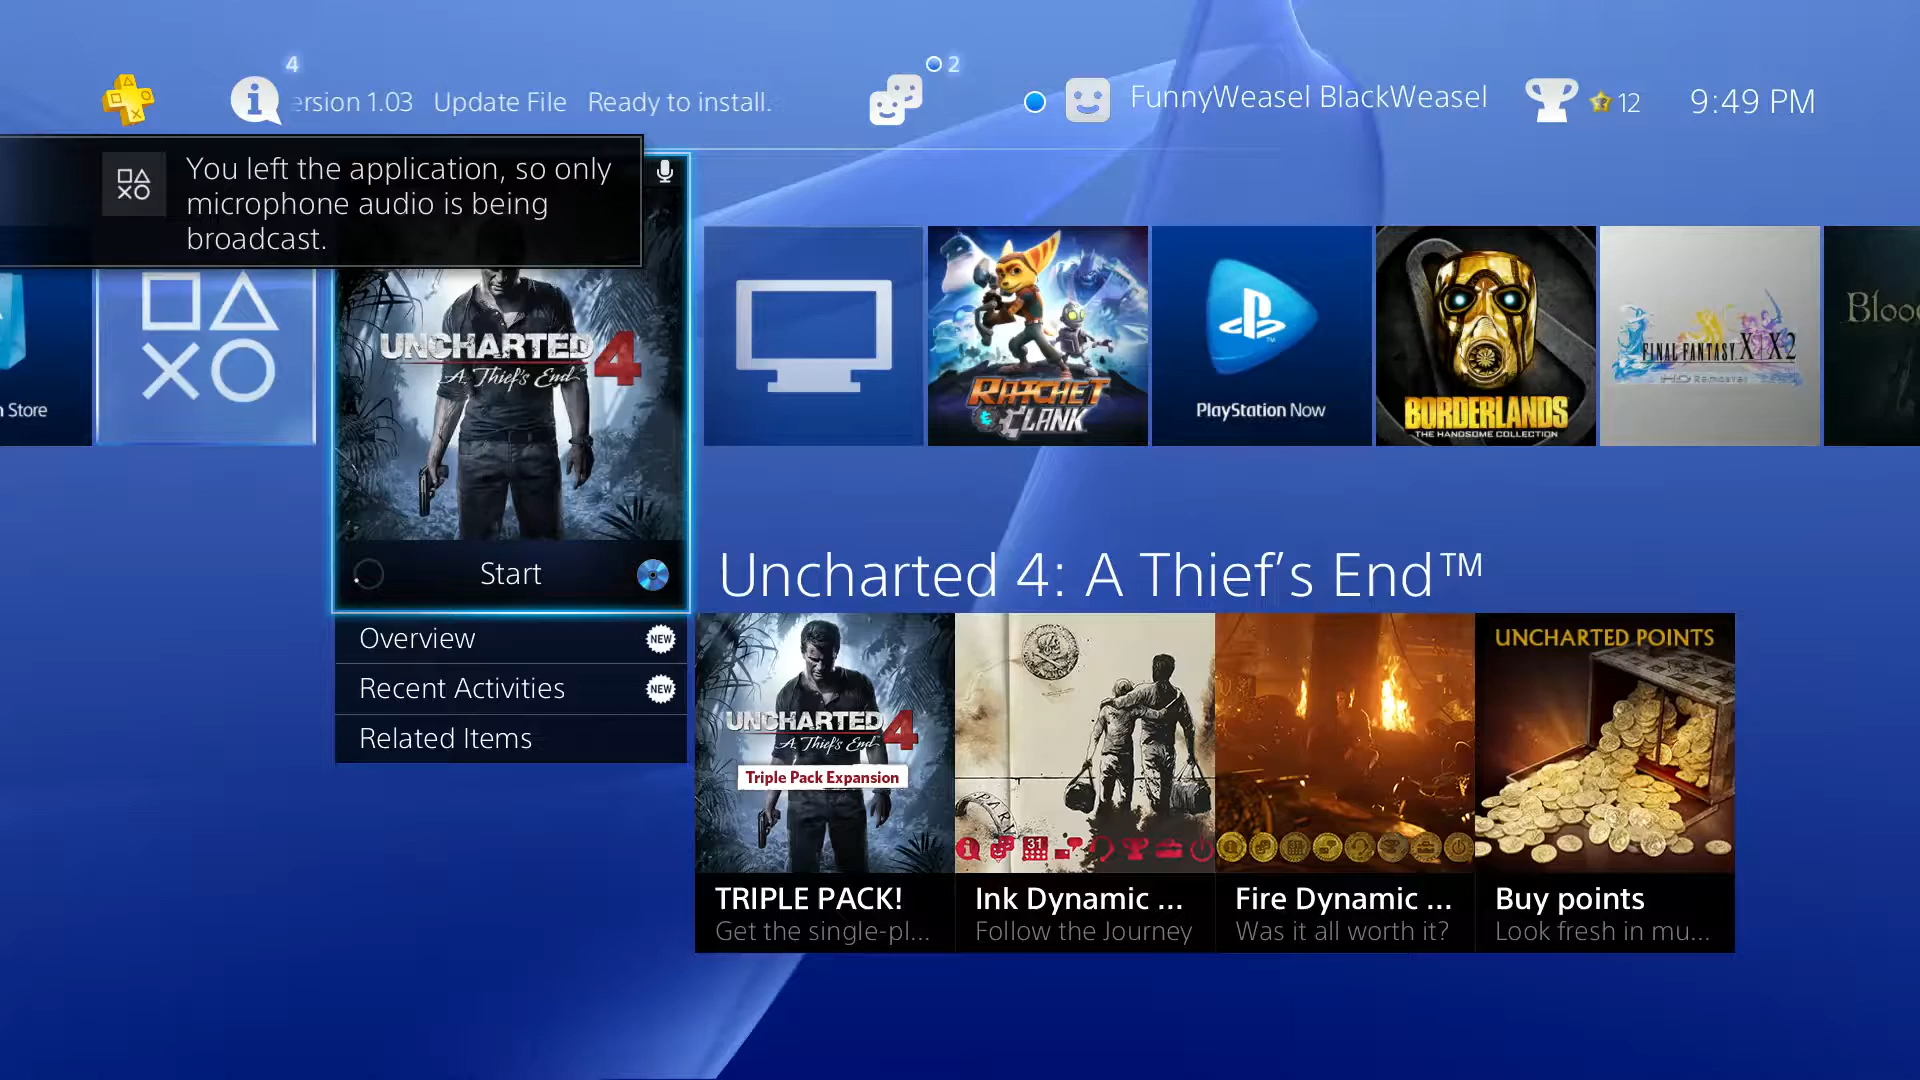 4
2
ersion 1.03 Update File Ready to install.
FunnyWeasel BlackWeasel
12
9:49 PM
You left the application, so only
microphone audio is being
broadcast.
Store
UNCHARTED 4
A Thief's End
RATCHET
CLANK
PlayStation Now
BORDERLANDS
THE HANDSOME COLLECTION
FINAL FANTASY X|X2
HD Remaster
Bloo
Start
Uncharted 4: A Thief's End™
Overview NEW
Recent Activities NEW
Related Items
UNCHARTED 4
A Thief's End
Triple Pack Expansion
31
UNCHARTED POINTS
TRIPLE PACK!
Get the single-pl...
Ink Dynamic ...
Follow the Journey
Fire Dynamic ...
Was it all worth it?
Buy points
Look fresh in mu...